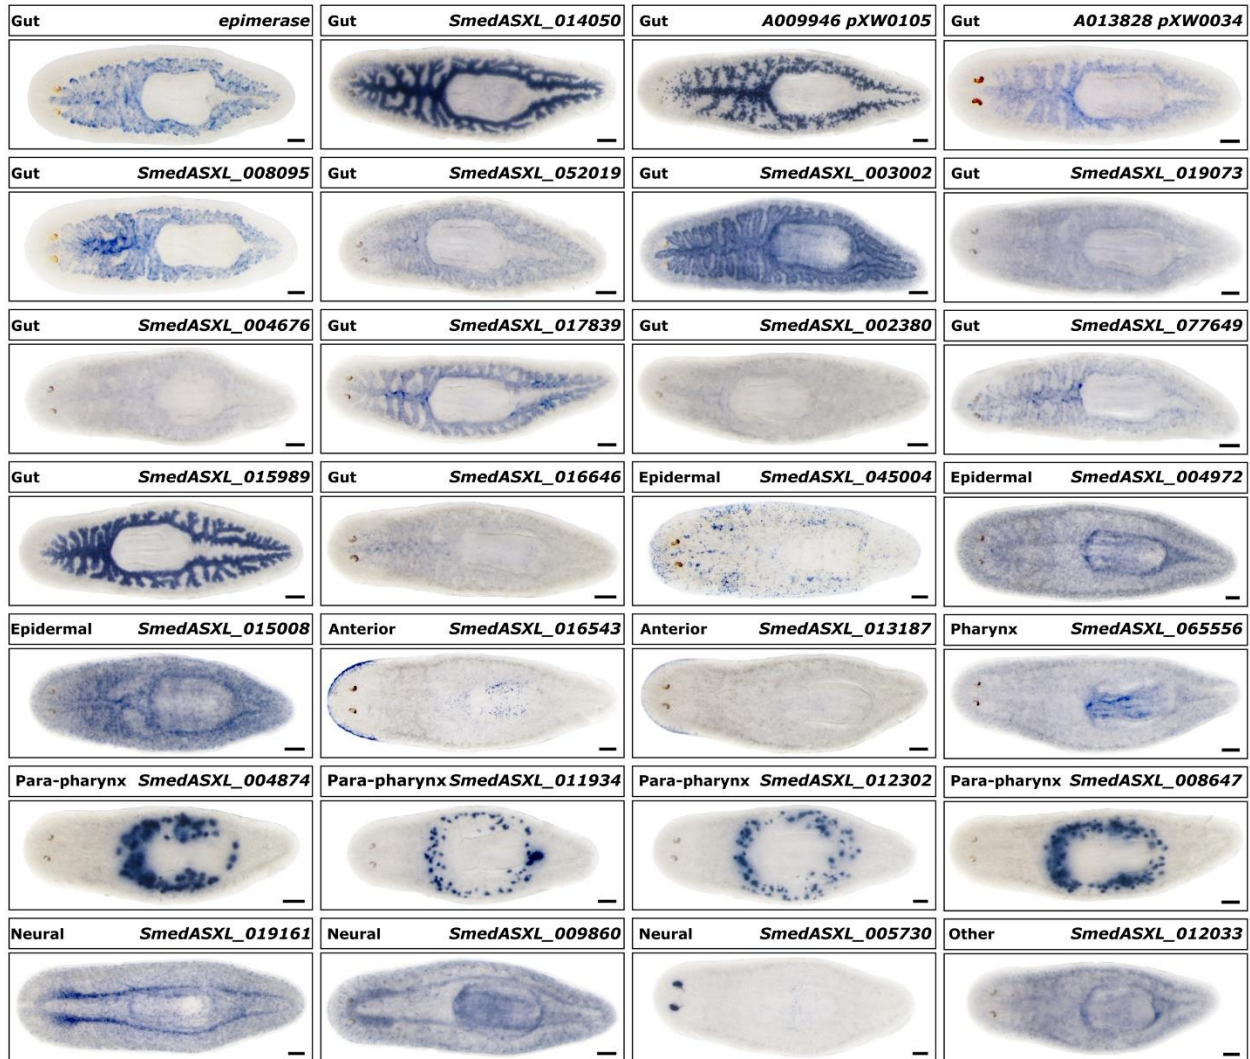 Gut epimerase
Gut SmedASXL_014050
Gut A009946 pXW0105
Gut A013828 pXW0034
Gut SmedASXL_008095
Gut SmedASXL_052019
Gut SmedASXL_003002
Gut SmedASXL_019073
Gut SmedASXL_004676
Gut SmedASXL_017839
Gut SmedASXL_002380
Gut SmedASXL_077649
Gut SmedASXL_015989
Gut SmedASXL_016646
Epidermal SmedASXL_045004
Epidermal SmedASXL_004972
Epidermal SmedASXL_015008
Anterior SmedASXL_016543
Anterior SmedASXL_013187
Pharynx SmedASXL_065556
Para-pharynx SmedASXL_004874
Para-pharynx SmedASXL_011934
Para-pharynx SmedASXL_012302
Para-pharynx SmedASXL_008647
Neural SmedASXL_019161
Neural SmedASXL_009860
Neural SmedASXL_005730
Other SmedASXL_012033